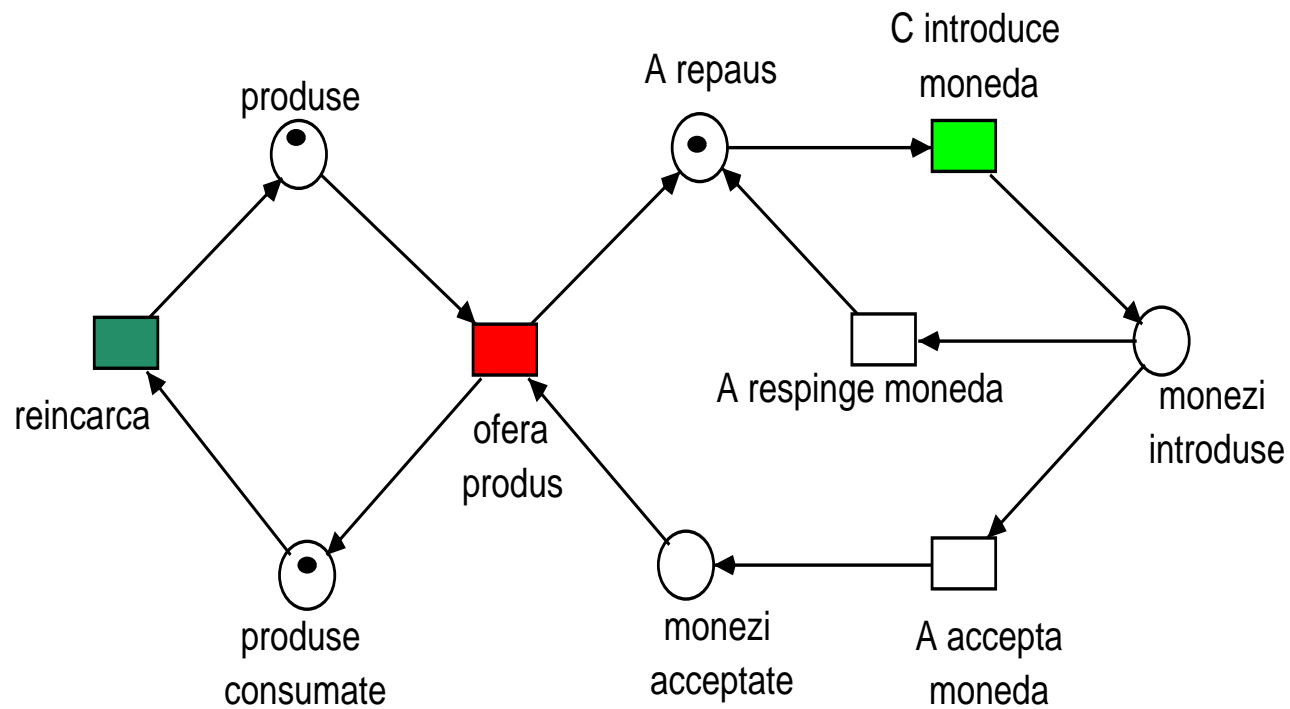 C introduce
moneda
A repaus
produse
A respinge moneda
monezi
introduse
reincarca
ofera
produs
produse
consumate
monezi
acceptate
A accepta
moneda